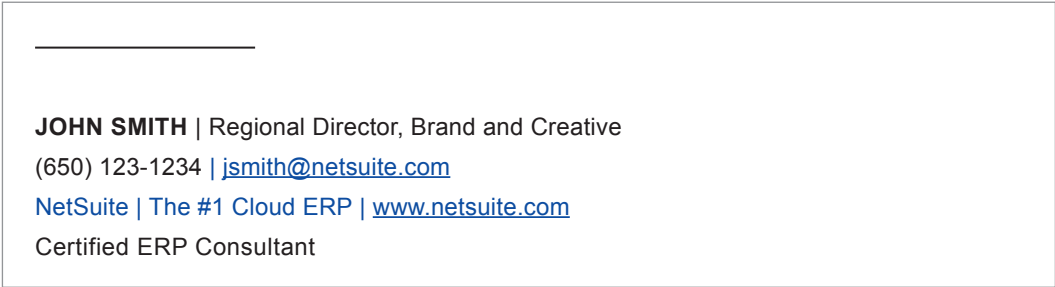 JOHN SMITH | Regional Director, Brand and Creative
(650) 123-1234 | jsmith@netsuite.com
NetSuite | The #1 Cloud ERP | www.netsuite.com
Certified ERP Consultant